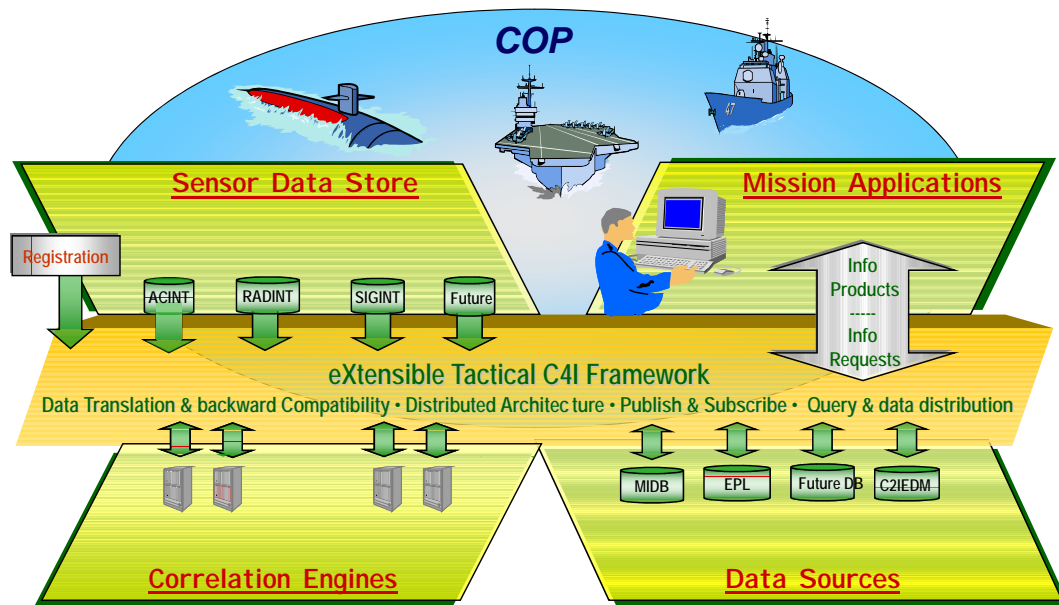 COP
47
Sensor Data Store
Mission Applications
Registration
ACINT
RADINT
SIGINT
Future
Info
Products
-----
Info
Requests
eXtensible Tactical C4I Framework
Data Translation & backward Compatibility • Distributed Architecture • Publish & Subscribe • Query & data distribution
MIDB
EPL
Future DB
C2IEDM
Correlation Engines
Data Sources